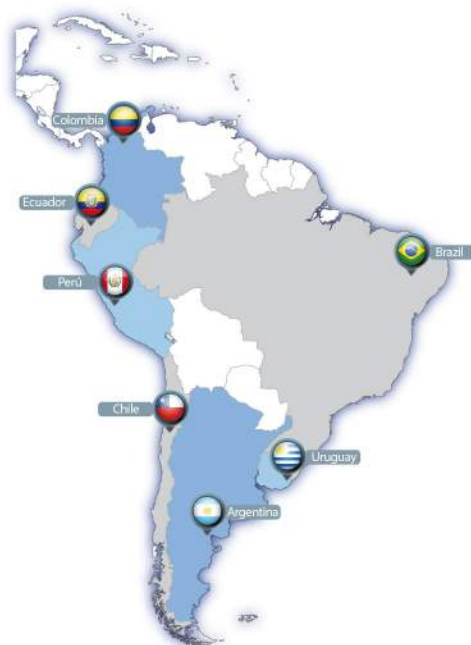 Colombia
Ecuador
Brazil
Perú
Chile
Uruguay
Argentina